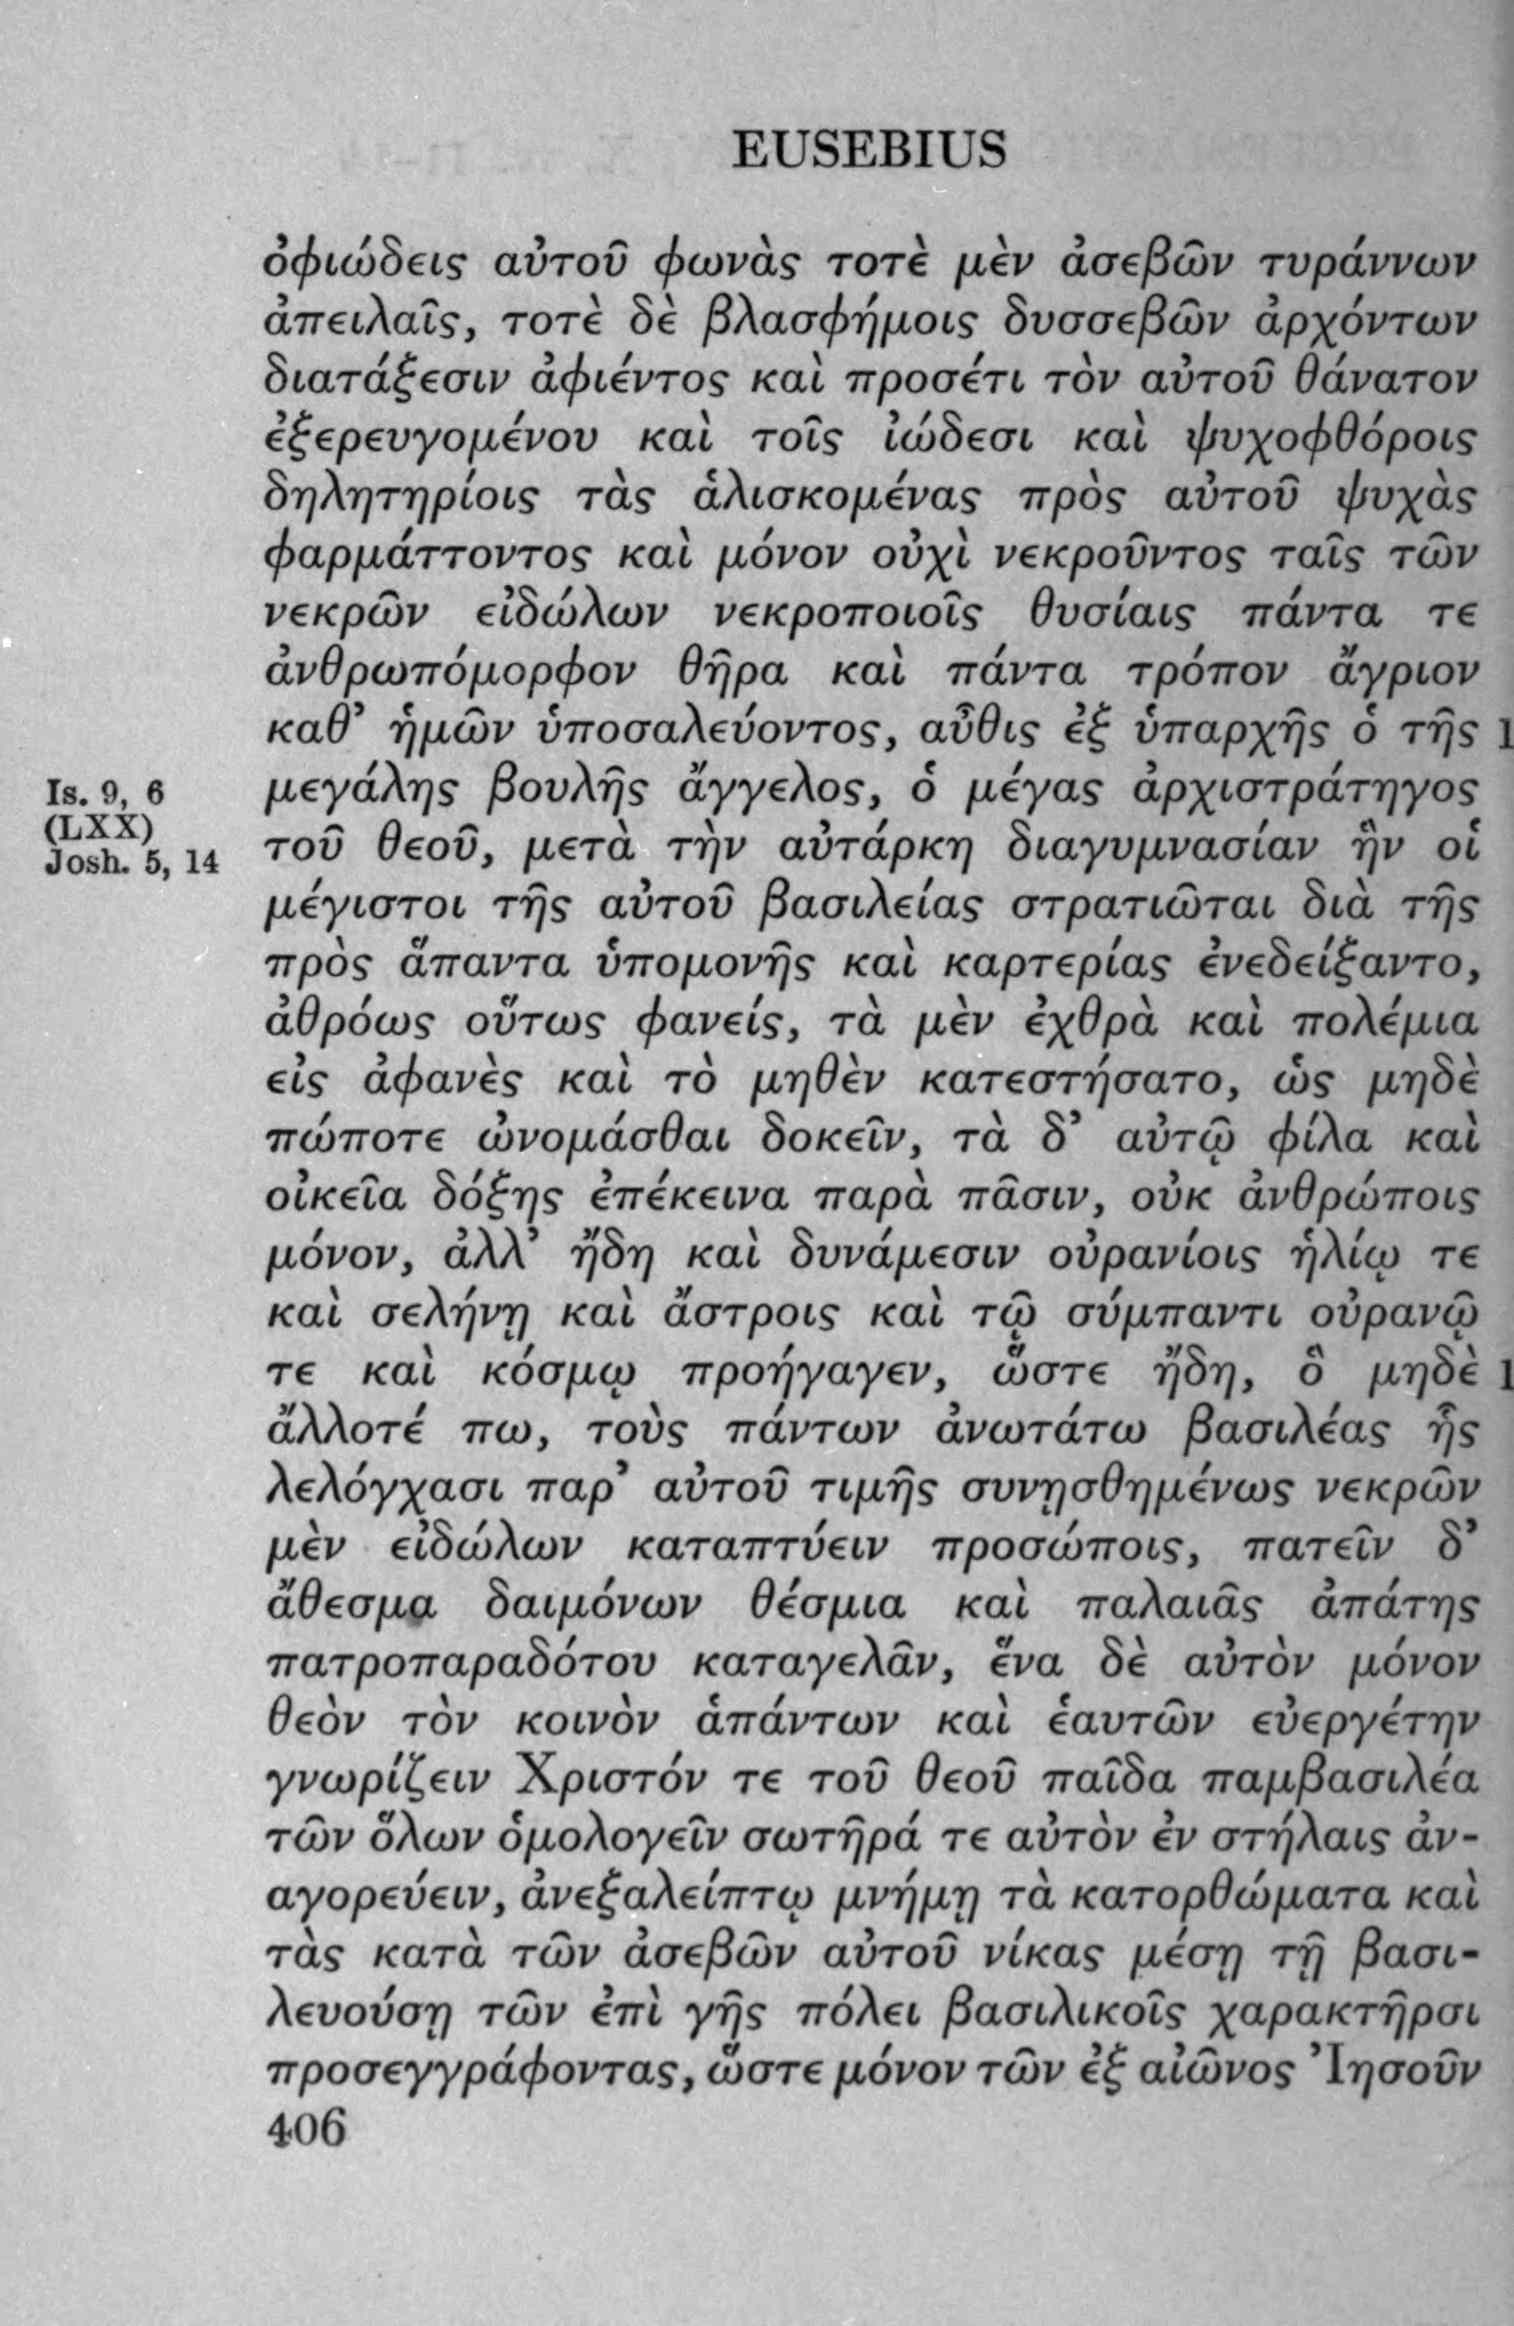 EUSEBIUS
ὀφιώδεις αὐτοῦ φωνὰς τοτὲ μὲν ἀσεβῶν τυράννων
ἀπειλαῖς, τοτὲ δὲ βλασφήμοις δυσσεβῶν ἀρχόντων
διατάξεσιν ἀφιέντος καὶ προσέτι τὸν αὐτοῦ θάνατον
ἐξερευγομένου καὶ τοῖς ἰώδεσι καὶ ψυχοφθόροις
δηλητηρίοις τὰς ἁλισκομένας πρὸς αὐτοῦ ψυχὰς
φαρμάττοντος καὶ μόνον οὐχὶ νεκροῦντος ταῖς τῶν
νεκρῶν εἰδώλων νεκροποιοῖς θυσίαις πάντα τε
ἀνθρωπόμορφον θῆρα καὶ πάντα τρόπον ἄγριον
καθ’ ἡμῶν ὑποσαλεύοντος, αὖθις ἐξ ὑπαρχῆς ὁ τῆς 1
Is. 9, 6
(LXX)
Josh. 5, 14
μεγάλης βουλῆς ἄγγελος, ὁ μέγας ἀρχιστράτηγος
τοῦ θεοῦ, μετὰ τὴν αὐτάρκη διαγυμνασίαν ἣν οἱ
μέγιστοι τῆς αὐτοῦ βασιλείας στρατιῶται διὰ τῆς
πρὸς ἅπαντα ὑπομονῆς καὶ καρτερίας ἐνεδείξαντο,
ἀθρόως οὕτως φανείς, τὰ μὲν ἐχθρὰ καὶ πολέμια
εἰς ἀφανὲς καὶ τὸ μηθὲν κατεστήσατο, ὡς μηδὲ
πώποτε ὠνομάσθαι δοκεῖν, τὰ δ’ αὐτῷ φίλα καὶ
οἰκεῖα δόξης ἐπέκεινα παρὰ πᾶσιν, οὐκ ἀνθρώποις
μόνον, ἀλλ’ ἤδη καὶ δυνάμεσιν οὐρανίοις ἡλίῳ τε
καὶ σελήνῃ καὶ ἄστροις καὶ τῷ σύμπαντι οὐρανῷ
τε καὶ κόσμῳ προήγαγεν, ὥστε ἤδη, ὃ μηδὲ 1
ἄλλοτέ πω, τοὺς πάντων ἀνωτάτω βασιλέας ἧς
λελόγχασι παρ’ αὐτοῦ τιμῆς συνῃσθημένως νεκρῶν
μὲν εἰδώλων καταπτύειν προσώποις, πατεῖν δ’
ἄθεσμα δαιμόνων θέσμια καὶ παλαιᾶς ἀπάτης
πατροπαραδότου καταγελᾶν, ἕνα δὲ αὐτὸν μόνον
θεὸν τὸν κοινὸν ἁπάντων καὶ ἑαυτῶν εὐεργέτην
γνωρίζειν Χριστόν τε τοῦ θεοῦ παῖδα παμβασιλέα
τῶν ὅλων ὁμολογεῖν σωτῆρά τε αὐτὸν ἐν στήλαις ἀν-
αγορεύειν, ἀνεξαλείπτῳ μνήμῃ τὰ κατορθώματα καὶ
τὰς κατὰ τῶν ἀσεβῶν αὐτοῦ νίκας μέσῃ τῇ βασι-
λευούσῃ τῶν ἐπὶ γῆς πόλει βασιλικοῖς χαρακτῆρσι
προσεγγράφοντας, ὥστε μόνον τῶν ἐξ αἰῶνος Ἰησοῦν
406